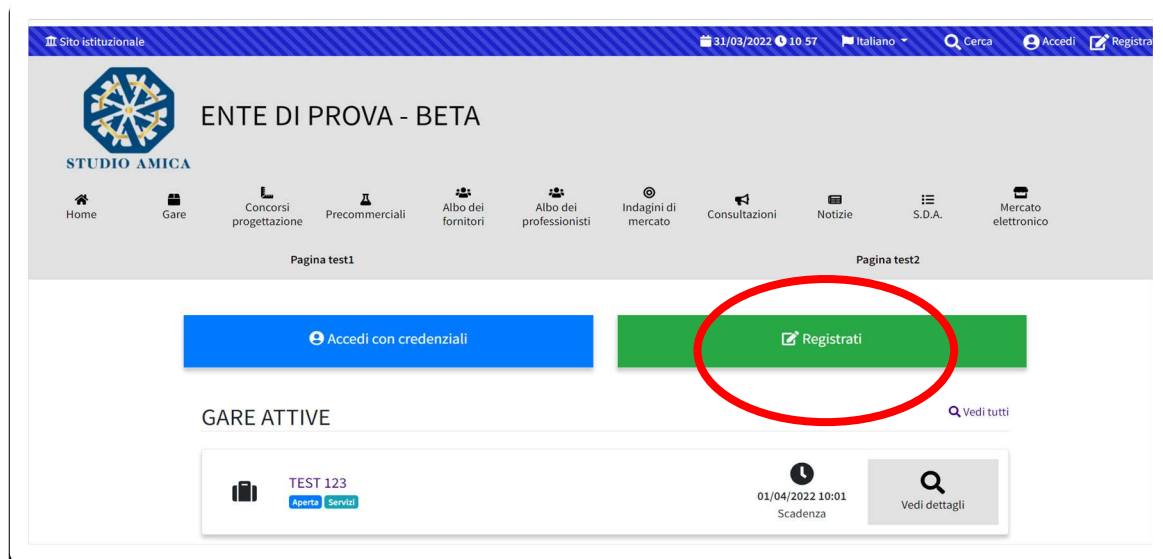 Sito istituzionale
31/03/2022 10 57
Italiano
Cerca
Accedi
Registra
STUDIO AMICA
ENTE DI PROVA - BETA
Home
Gare
Concorsi
progettazione
Precommerciali
Albo dei
fornitori
Albo dei
professionisti
Indagini di
mercato
Consultazioni
Notizie
S.D.A.
Mercato
elettronico
Pagina test1
Pagina test2
Accedi con credenziali
Registrati
GARE ATTIVE
Vedi tutti
TEST 123
Aperta Servizi
01/04/2022 10:01
Scadenza
Vedi dettagli